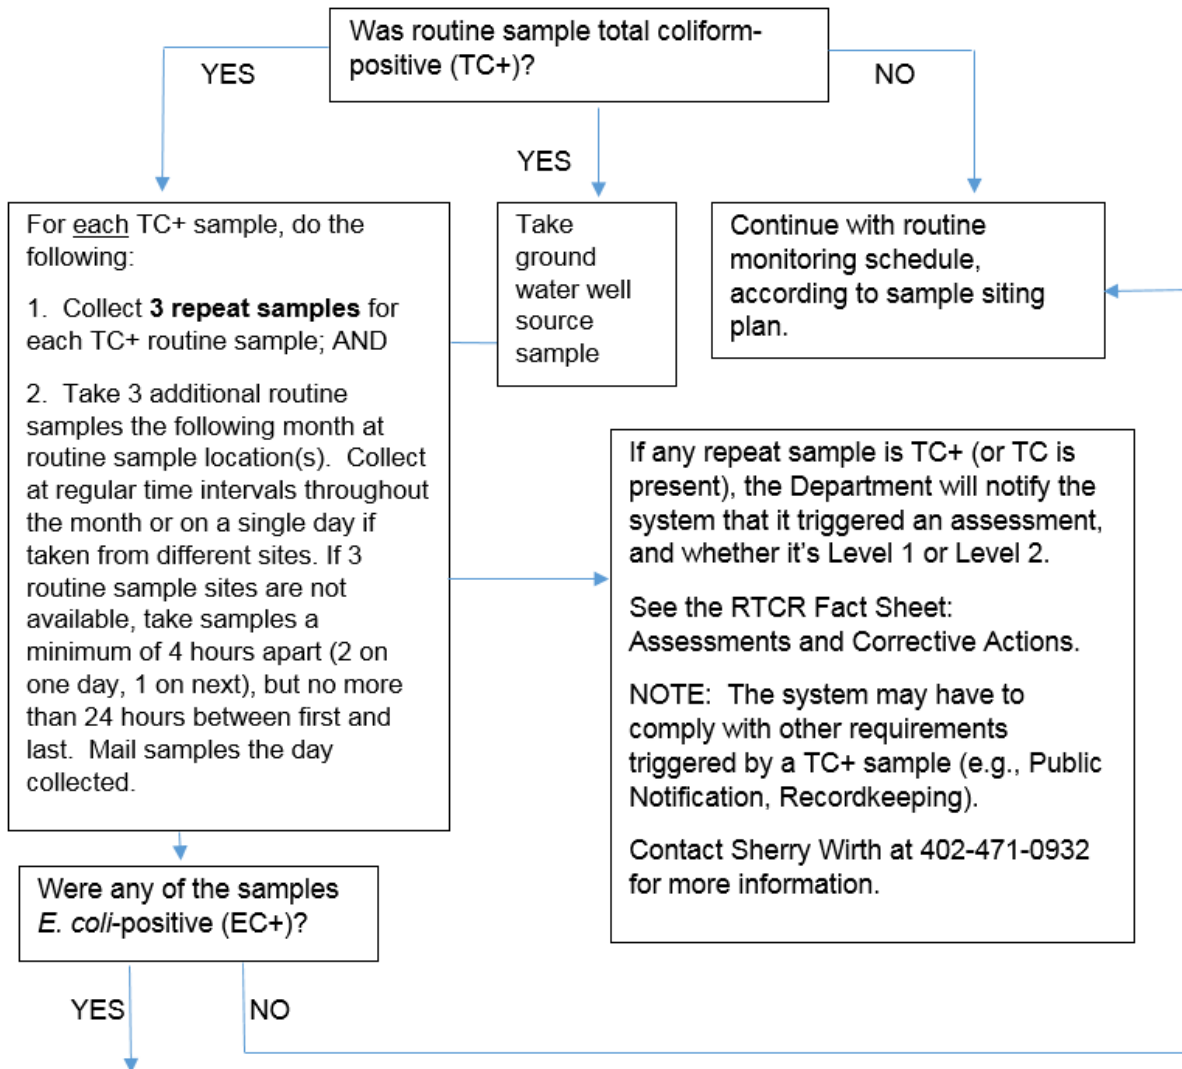 Was routine sample total coliform-
positive (TC+)?
YES
NO
YES
For each TC+ sample, do the
following:
1. Collect 3 repeat samples for
each TC+ routine sample; AND
2. Take 3 additional routine
samples the following month at
routine sample location(s). Collect
at regular time intervals throughout
the month or on a single day if
taken from different sites. If 3
routine sample sites are not
available, take samples a
minimum of 4 hours apart (2 on
one day, 1 on next), but no more
than 24 hours between first and
last. Mail samples the day
collected.
Take
ground
water well
source
sample
Continue with routine
monitoring schedule,
according to sample siting
plan.
If any repeat sample is TC+ (or TC is
present), the Department will notify the
system that it triggered an assessment,
and whether it's Level 1 or Level 2.
See the RTCR Fact Sheet:
Assessments and Corrective Actions.
NOTE: The system may have to
comply with other requirements
triggered by a TC+ sample (e.g., Public
Notification, Recordkeeping).
Contact Sherry Wirth at 402-471-0932
for more information.
Were any of the samples
E. coli-positive (EC+)?
YES
NO